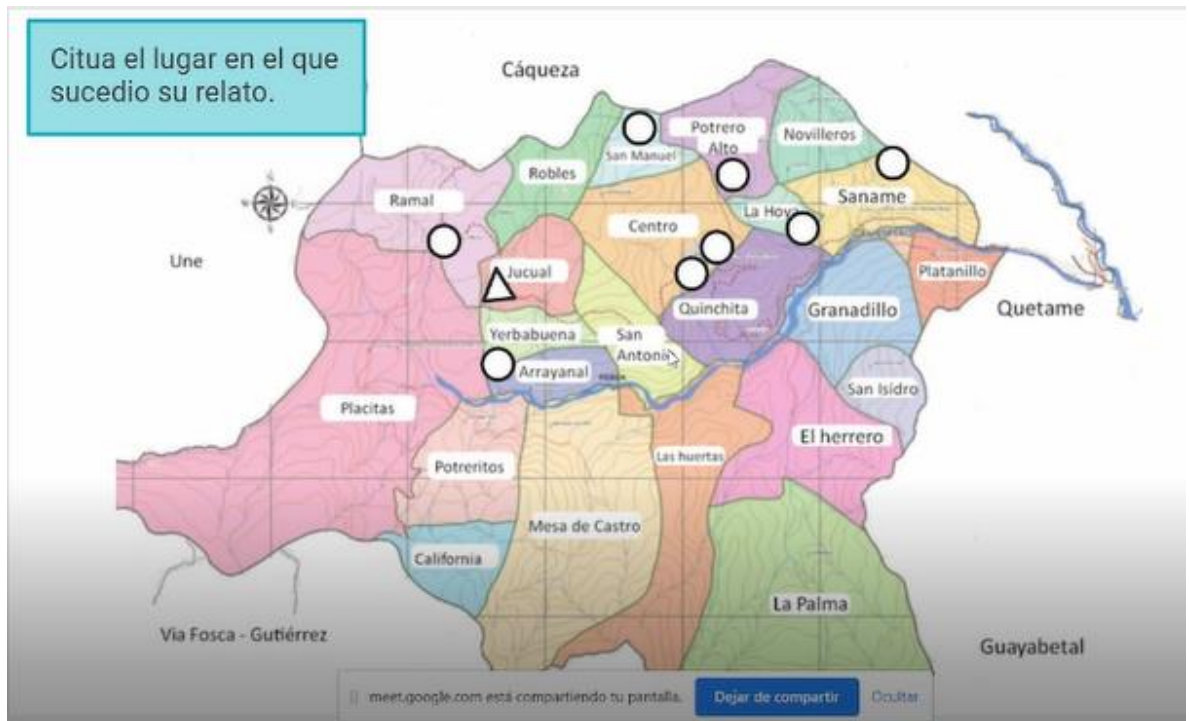 Citua el lugar en el que
sucedio su relato.
Cáqueza
San Manuel
Potrero
Alto
Novilleros
Robles
Ramal
Saname
La Hoya
Centro
Une
Jucual
Platanillo
Quinchita
Granadillo
Quetame
Yerbabuena
San
Antonio
Arrayanal
San Isidro
Placitas
El herrero
Las huertas
Potreritos
Mesa de Castro
California
La Palma
Via Fosca - Gutiérrez
Guayabetal
meet.google.com está compartiendo tu pantalla.
Dejar de compartir
Ocultar